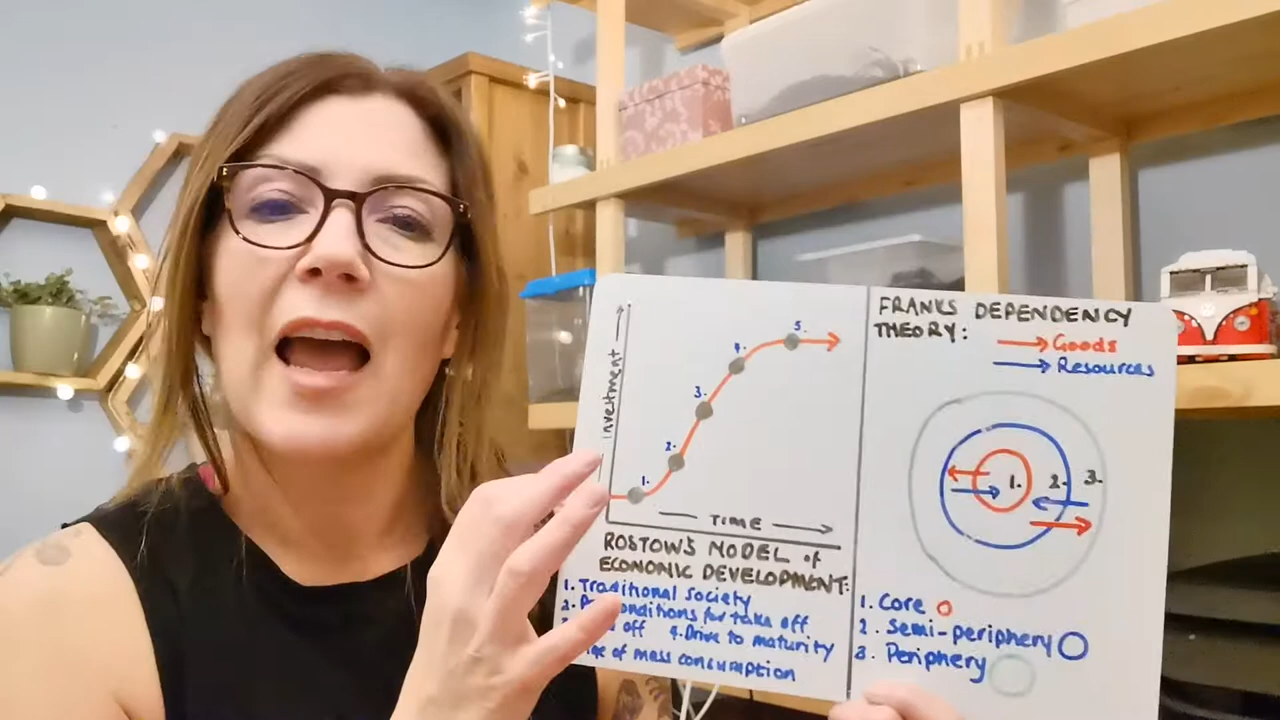 Investment
1.
2.
3.
4.
5.
TIME
ROSTOW'S MODEL of
ECONOMIC DEVELOPMENT:
1. Traditional society
2. conditions for take off
off 4. Drive to maturity
of mass consumption
FRANKS DEPENDENCY
THEORY:
Goods
Resources
1. 2. 3.
1. Core
2. Semi-periphery
3. Periphery